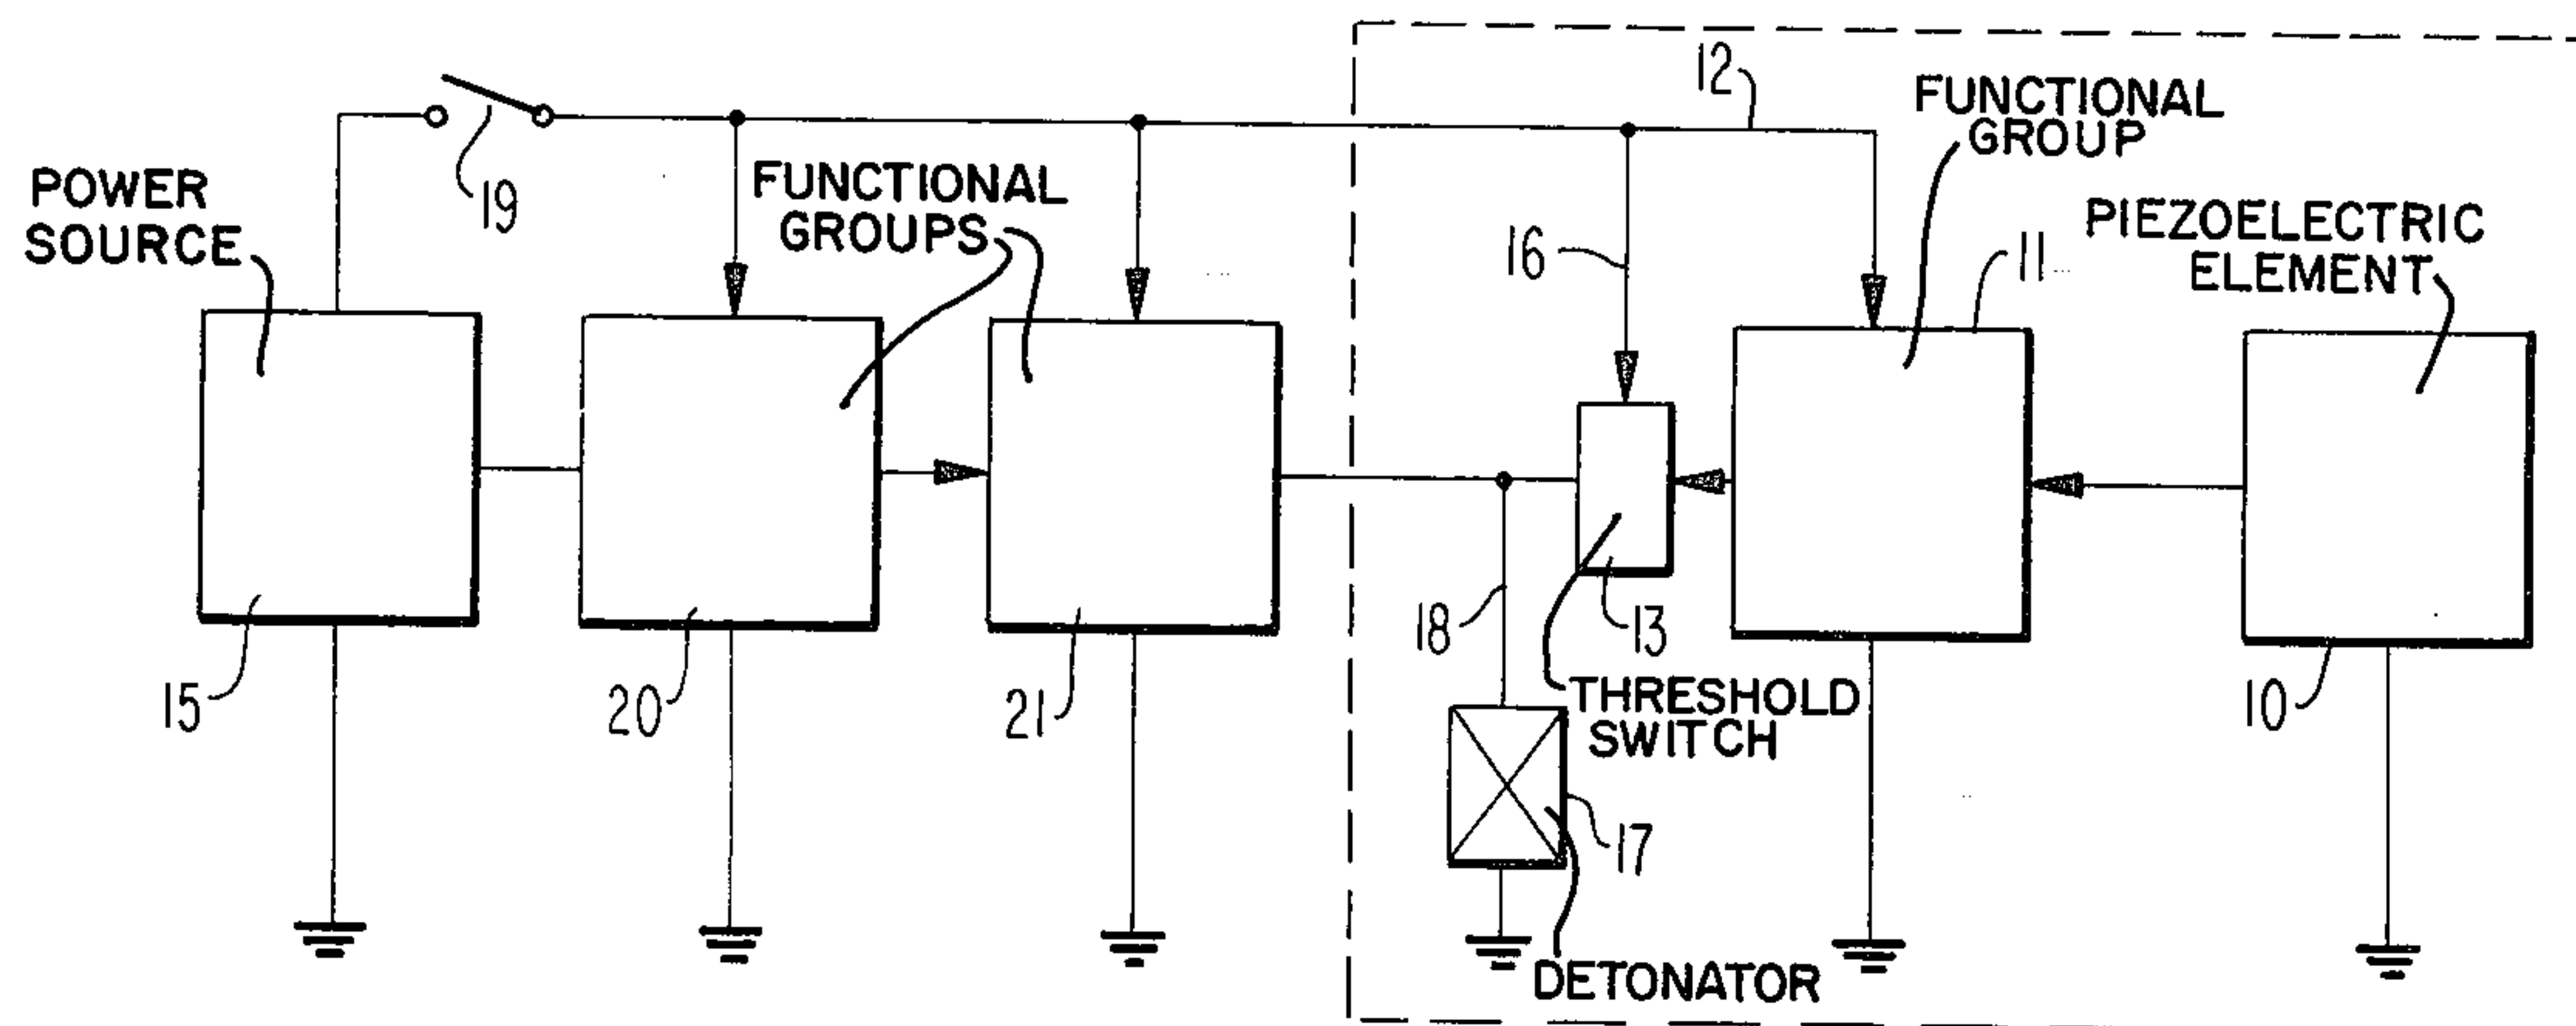 12
FUNCTIONAL
GROUP
POWER
SOURCE
19
FUNCTIONAL
GROUPS
16
11
PIEZOELECTRIC
ELEMENT
15
20
21
18
13
THRESHOLD
SWITCH
10
17
DETONATOR